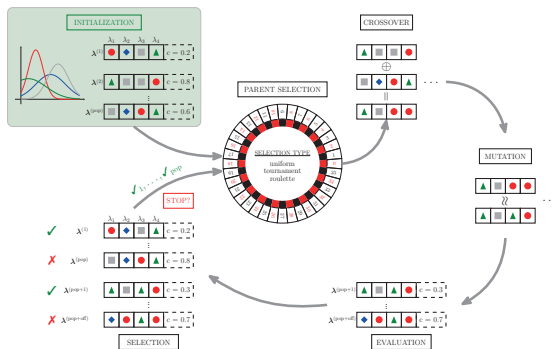 INITIALIZATION
λ₁ λ₂ λ₃ λ₄
λ⁽¹⁾ c = 0.2
λ⁽²⁾ c = 0.8
⋮
λ⁽ᵖᵒᵖ⁾ c = 0.6
CROSSOVER
⊕
=
· · ·
PARENT SELECTION
SELECTION TYPE
uniform
tournament
roulette
MUTATION
≈
· · ·
1, . . . , pop
STOP?
λ₁ λ₂ λ₃ λ₄
✓ λ⁽¹⁾ c = 0.2
⋮
✗ λ⁽ᵖᵒᵖ⁾ c = 0.8
✓ λ⁽ᵖᵒᵖ⁺¹⁾ c = 0.3
⋮
✗ λ⁽ᵖᵒᵖ⁺ᵒᶠᶠ⁾ c = 0.7
SELECTION
λ⁽ᵖᵒᵖ⁺¹⁾ c = 0.3
⋮
λ⁽ᵖᵒᵖ⁺ᵒᶠᶠ⁾ c = 0.7
EVALUATION